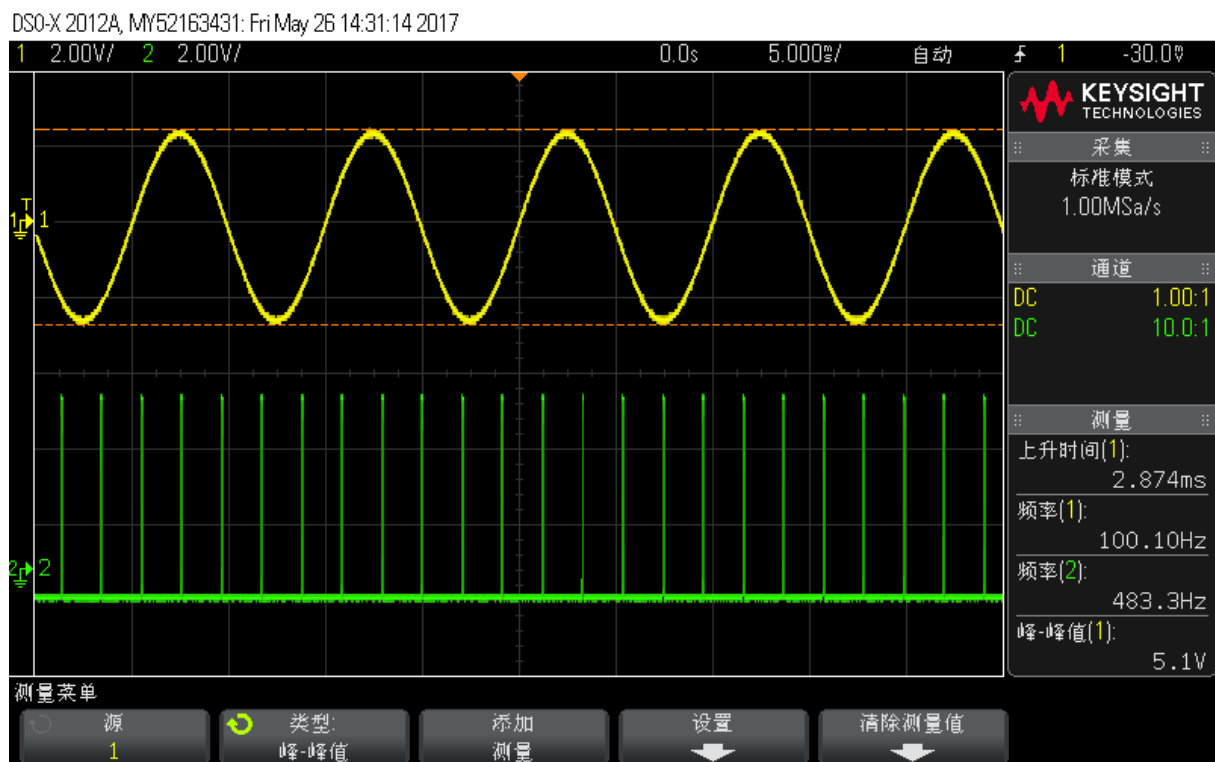 DSO-X 2012A, MY52163431: Fri May 26 14:31:14 2017
1 2.00V/ 2 2.00V/ 0.0s 5.000ms/ 自动 1 -30.0mV
KEYSIGHT
TECHNOLOGIES
采集
标准模式
1.00MSa/s
通道
DC 1.00:1
DC 10.0:1
测量
上升时间(1):
2.874ms
频率(1):
100.10Hz
频率(2):
483.3Hz
峰-峰值(1):
5.1V
T
1 1
2 2
测量菜单
源
1
类型:
峰-峰值
添加
测量
设置
清除测量值